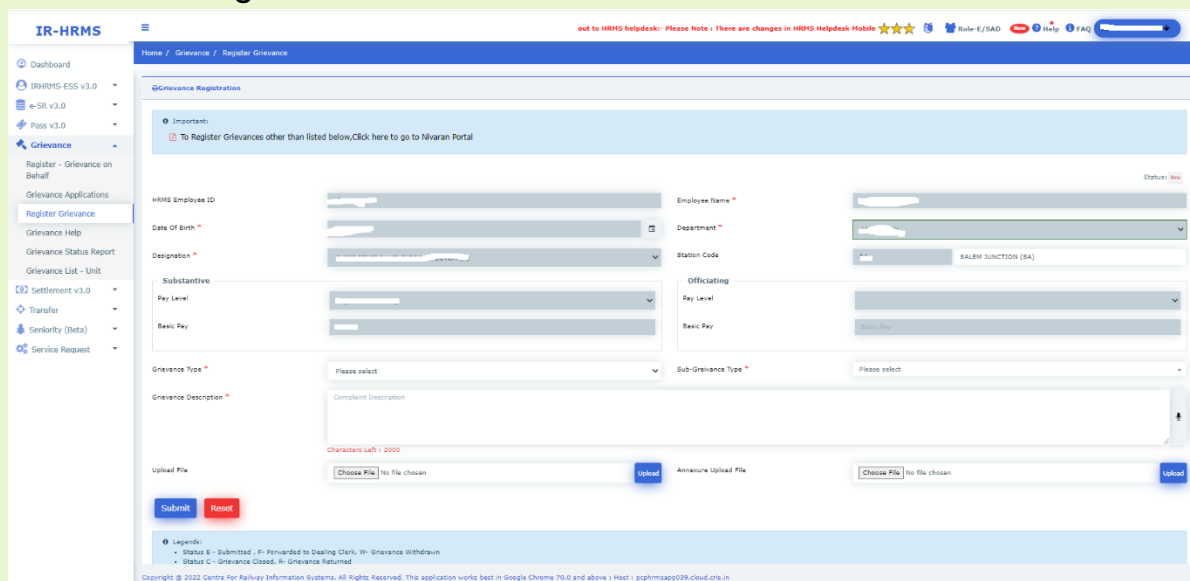 IR-HRMS
out to HRMS helpdesk:- Please Note : There are changes in HRMS Helpdesk Mobile
Role-E/SAD
New
Help
FAQ
Home / Grievance / Register Grievance
Dashboard
IRHRMS-ESS v3.0
e-SR v3.0
Pass v3.0
Grievance
Register - Grievance on
Behalf
Grievance Applications
Register Grievance
Grievance Help
Grievance Status Report
Grievance List - Unit
Settlement v3.0
Transfer
Seniority (Beta)
Service Request
Grievance Registration
Important:
To Register Grievances other than listed below,Click here to go to Nivaran Portal
Status: New
HRMS Employee ID
Employee Name *
Date Of Birth *
Department *
Designation *
Station Code
SALEM JUNCTION (SA)
Substantive
Pay Level
Basic Pay
Officiating
Pay Level
Basic Pay
Basic Pay
Grievance Type *
Please select
Sub-Greivance Type *
Please select
Grievance Description *
Complaint Description
Characters Left : 2000
Upload File
Choose File No file chosen
Upload
Annexure Upload File
Choose File No file chosen
Upload
Submit
Reset
Legends:
• Status E - Submitted , F- Forwarded to Dealing Clerk, W- Grievance Withdrawn
• Status C - Grievance Closed, R- Grievance Returned
Copyright @ 2022 Centre For Railway Information Systems. All Rights Reserved. This application works best in Google Chrome 70.0 and above : Host : pcphrmsapp039.cloud.cris.in